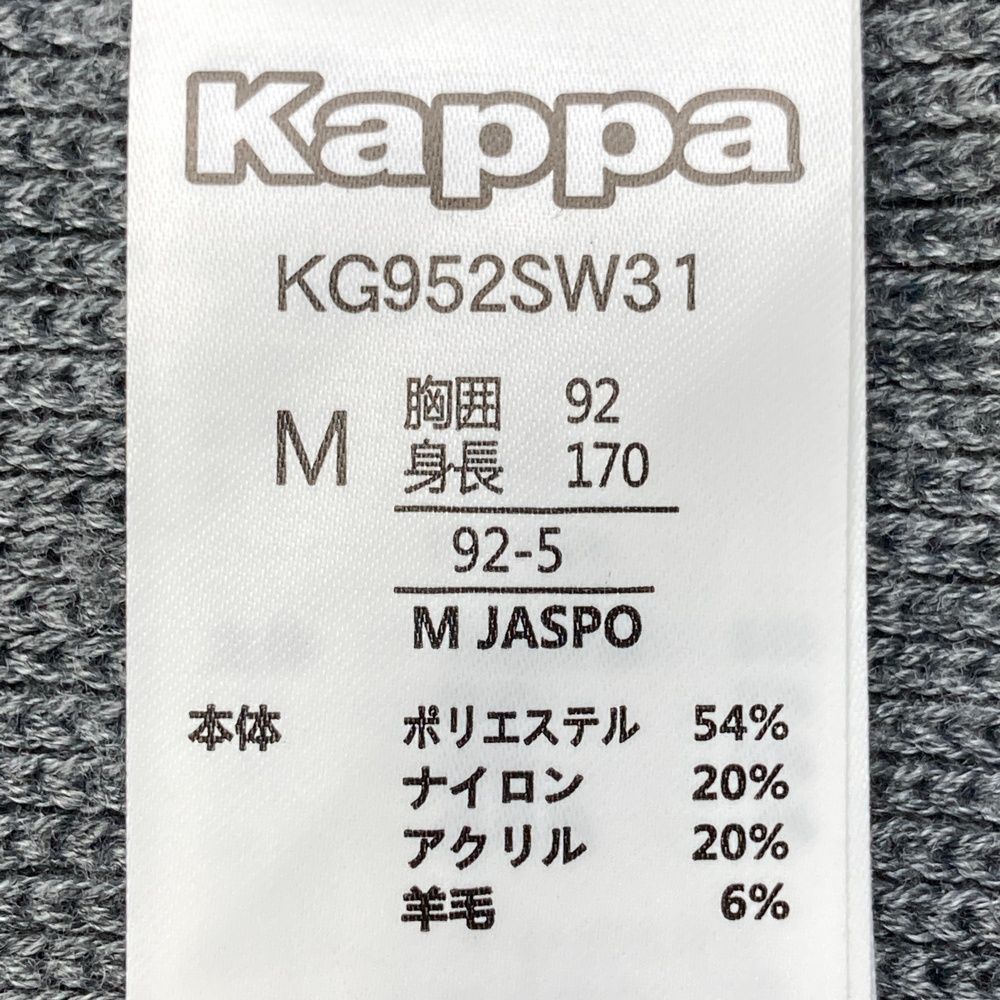 Kappa
KG952SW31
M 胸囲 92
身長 170
92-5
M JASPO
本体 ポリエステル 54%
ナイロン 20%
アクリル 20%
羊毛 6%